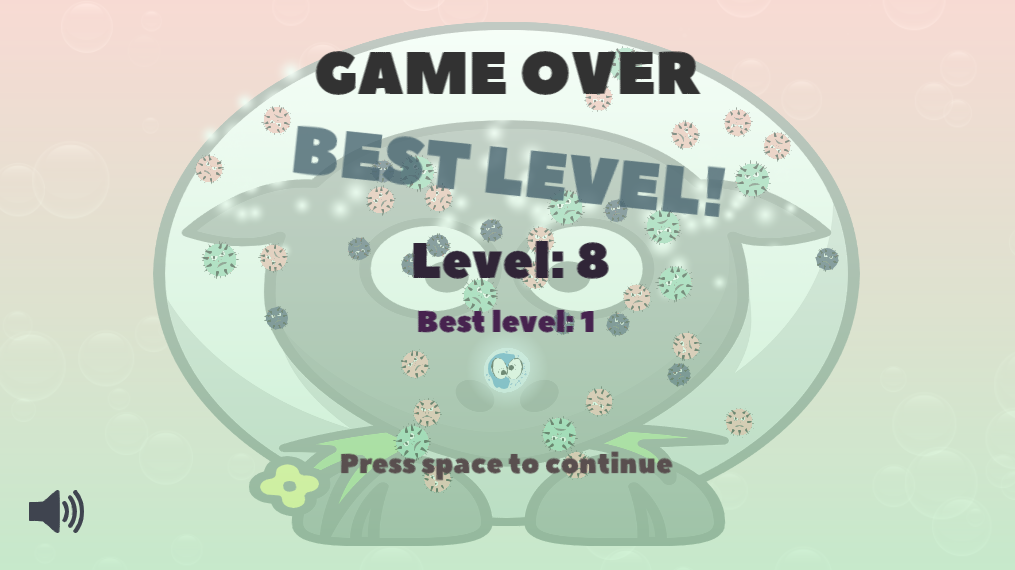 GAME OVER
BEST LEVEL!
Level: 8
Best level: 1
Press space to continue